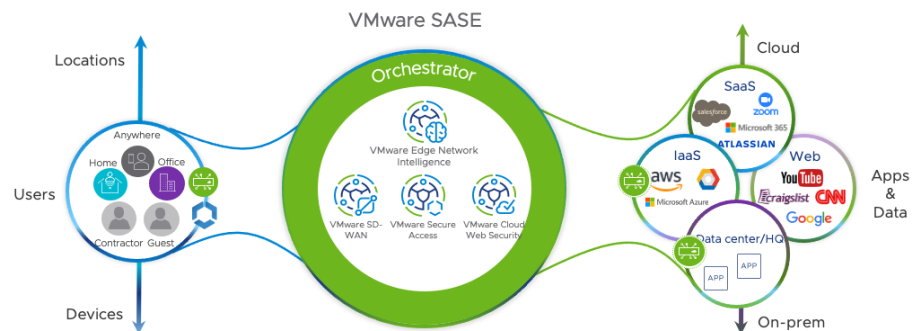 VMware SASE
Locations
Cloud
Orchestrator
SaaS
salesforce
zoom
Microsoft 365
ATLASSIAN
Anywhere
Home
Office
VMware Edge Network
Intelligence
IaaS
aws
Microsoft Azure
Web
YouTube
craigslist
CNN
Google
Users
Apps
&
Data
Contractor
Guest
VMware SD-
WAN
VMware Secure
Access
VMware Cloud
Web Security
Data center/HQ
APP
APP
Devices
On-prem